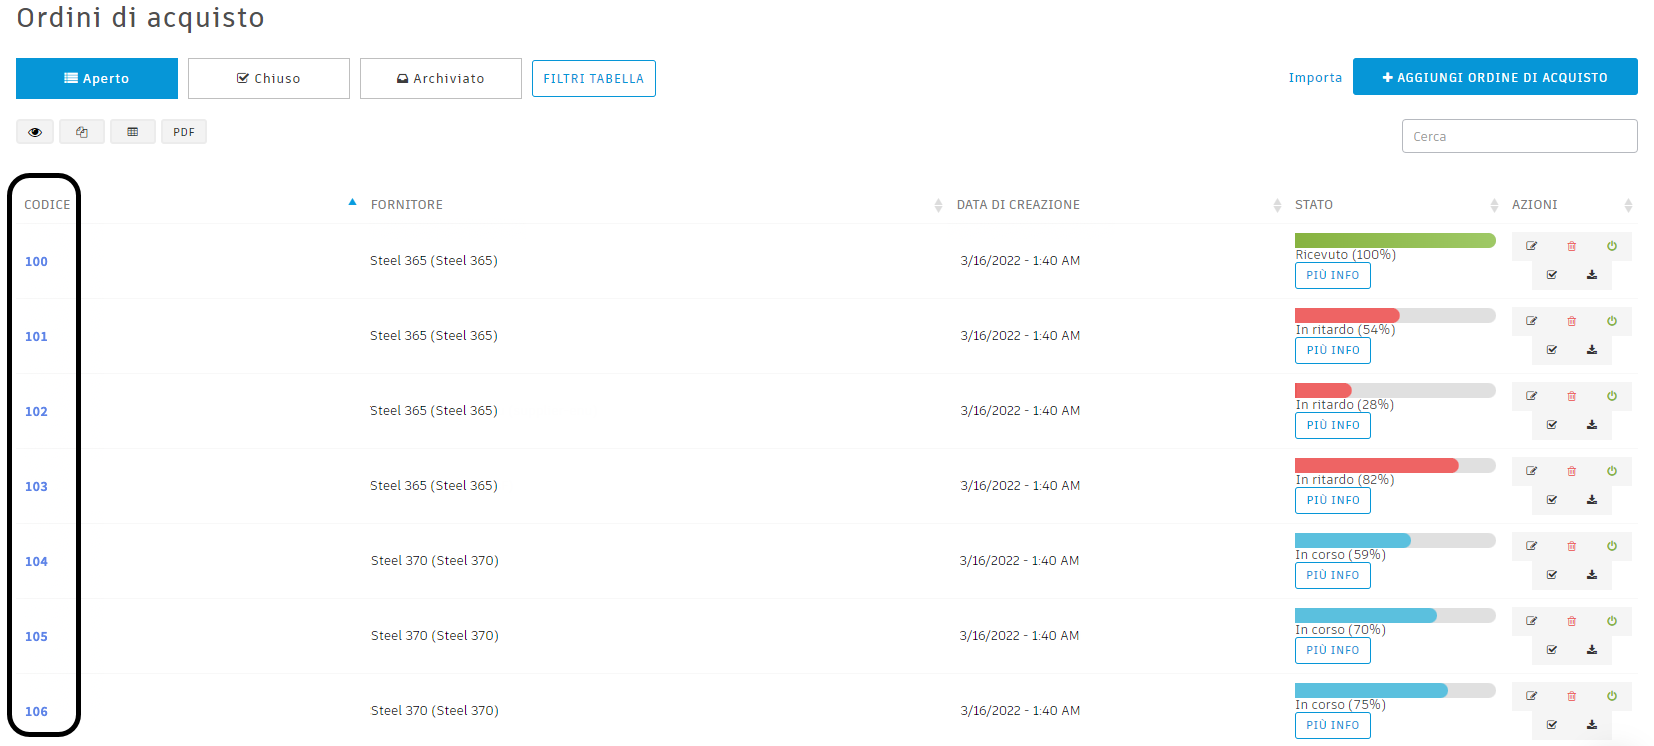 Ordini di acquisto
Aperto Chiuso Archiviato FILTRI TABELLA Importa AGGIUNGI ORDINE DI ACQUISTO
PDF Cerca
CODICE FORNITORE DATA DI CREAZIONE STATO AZIONI
100 Steel 365 (Steel 365) 3/16/2022 - 1:40 AM Ricevuto (100%)
PIÙ INFO
101 Steel 365 (Steel 365) 3/16/2022 - 1:40 AM In ritardo (54%)
PIÙ INFO
102 Steel 365 (Steel 365) 3/16/2022 - 1:40 AM In ritardo (28%)
PIÙ INFO
103 Steel 365 (Steel 365) 3/16/2022 - 1:40 AM In ritardo (82%)
PIÙ INFO
104 Steel 370 (Steel 370) 3/16/2022 - 1:40 AM In corso (59%)
PIÙ INFO
105 Steel 370 (Steel 370) 3/16/2022 - 1:40 AM In corso (70%)
PIÙ INFO
106 Steel 370 (Steel 370) 3/16/2022 - 1:40 AM In corso (75%)
PIÙ INFO